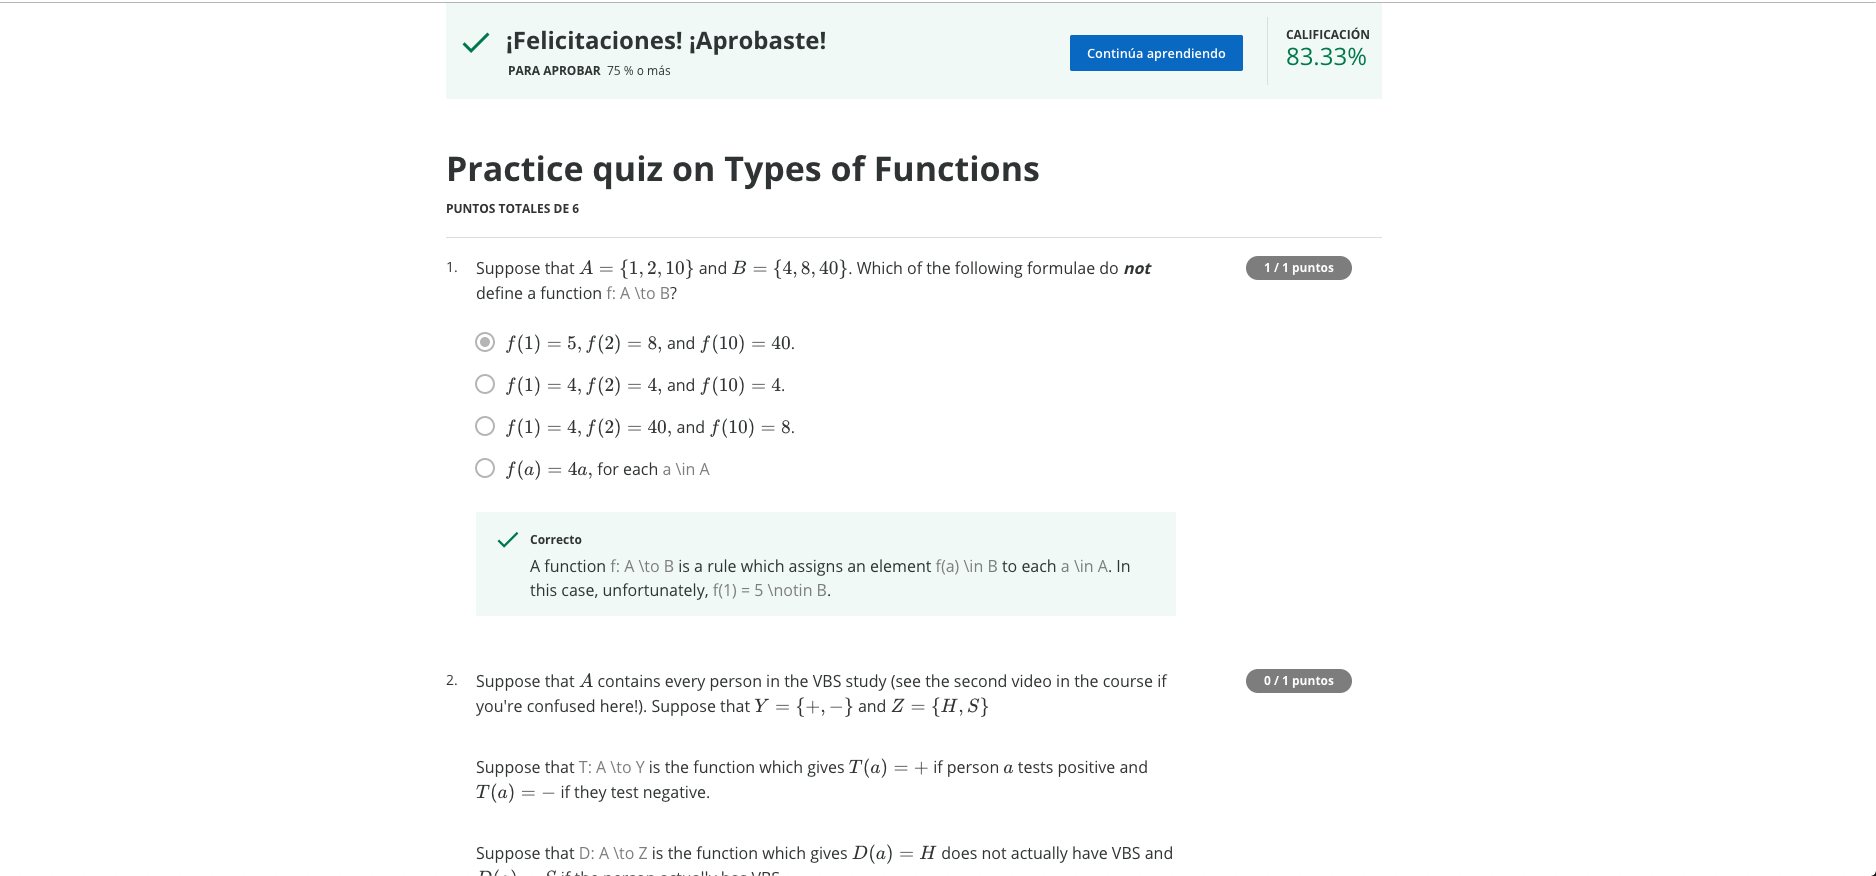 ¡Felicitaciones! ¡Aprobaste!
PARA APROBAR 75 % o más
Continúa aprendiendo
CALIFICACIÓN
83.33%
Practice quiz on Types of Functions
PUNTOS TOTALES DE 6
1. Suppose that A = {1, 2, 10} and B = {4, 8, 40}. Which of the following formulae do not
define a function f: A \to B?
1 / 1 puntos
f(1) = 5, f(2) = 8, and f(10) = 40.
f(1) = 4, f(2) = 4, and f(10) = 4.
f(1) = 4, f(2) = 40, and f(10) = 8.
f(a) = 4a, for each a \in A
Correcto
A function f: A \to B is a rule which assigns an element f(a) \in B to each a \in A. In
this case, unfortunately, f(1) = 5 \notin B.
2. Suppose that A contains every person in the VBS study (see the second video in the course if
you're confused here!). Suppose that Y = {+, −} and Z = {H, S}
0 / 1 puntos
Suppose that T: A \to Y is the function which gives T(a) = + if person a tests positive and
T(a) = − if they test negative.
Suppose that D: A \to Z is the function which gives D(a) = H does not actually have VBS and
D(a) = S if the person actually has VBS.